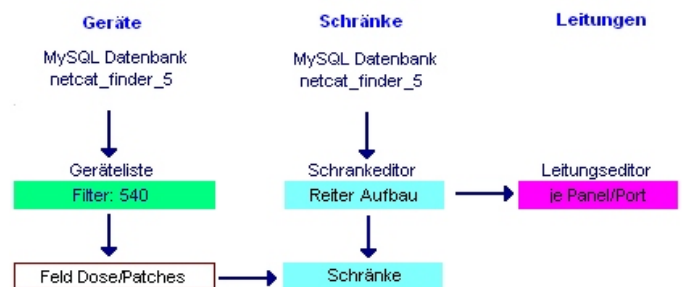 Geräte
Schränke
Leitungen
MySQL Datenbank
netcat_finder_5
MySQL Datenbank
netcat_finder_5
Geräteliste
Filter: 540
Schrankeditor
Reiter Aufbau
Leitungseditor
je Panel/Port
Feld Dose/Patches
Schränke